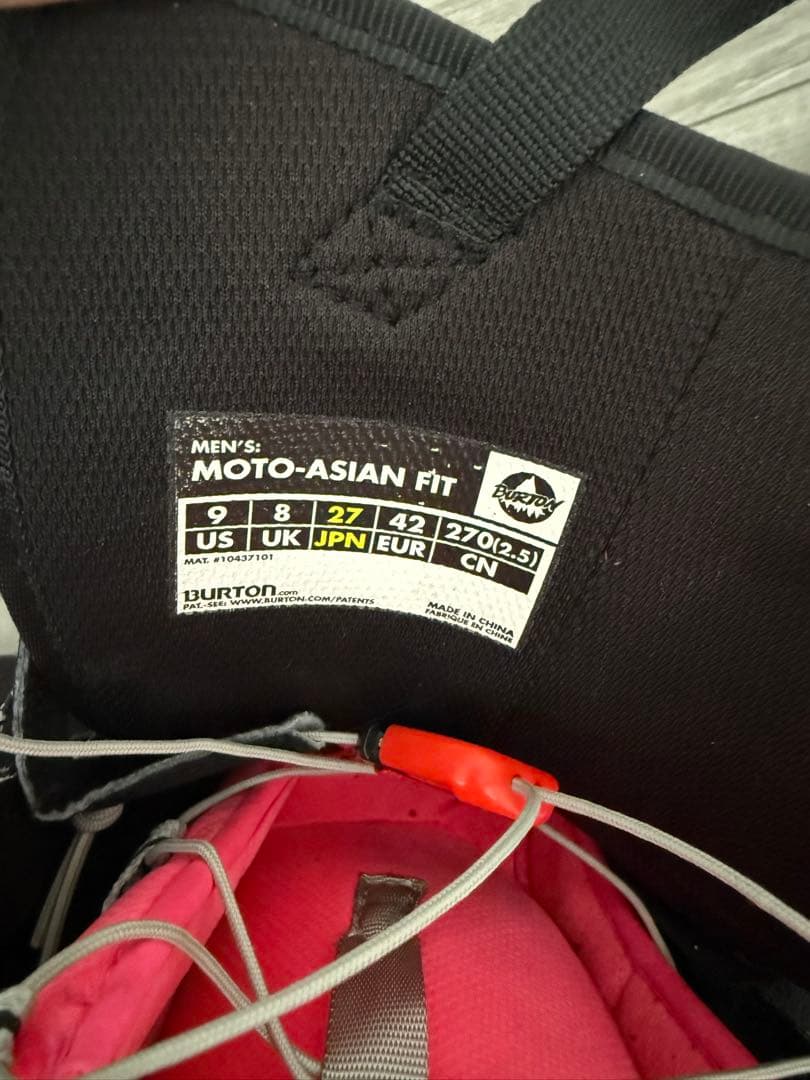 MEN'S:
MOTO-ASIAN FIT
BURTON
9 8 27 42 270(2.5)
US UK JPN EUR CN
MAT. #10437101
BURTON.com
PAT.-SEE: WWW.BURTON.COM/PATENTS
MADE IN CHINA
FABRIQUE EN CHINE